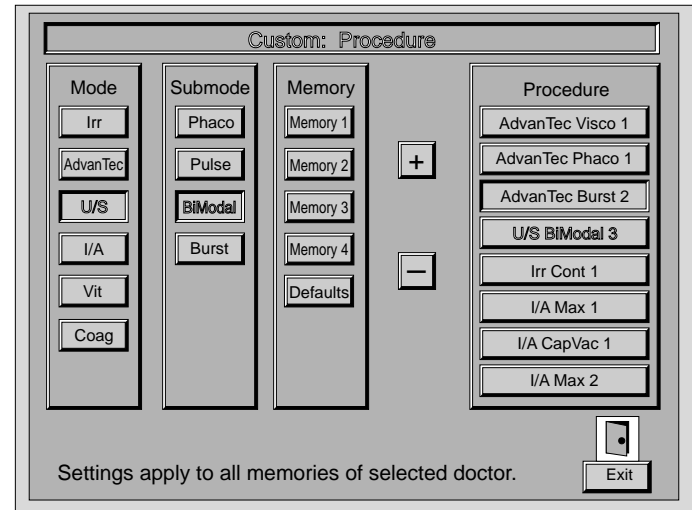 Custom: Procedure
Mode
Irr
AdvanTec
U/S
I/A
Vit
Coag
Submode
Phaco
Pulse
BiModal
Burst
Memory
Memory 1
Memory 2
Memory 3
Memory 4
Defaults
+
−
Procedure
AdvanTec Visco 1
AdvanTec Phaco 1
AdvanTec Burst 2
U/S BiModal 3
Irr Cont 1
I/A Max 1
I/A CapVac 1
I/A Max 2
Settings apply to all memories of selected doctor.
Exit